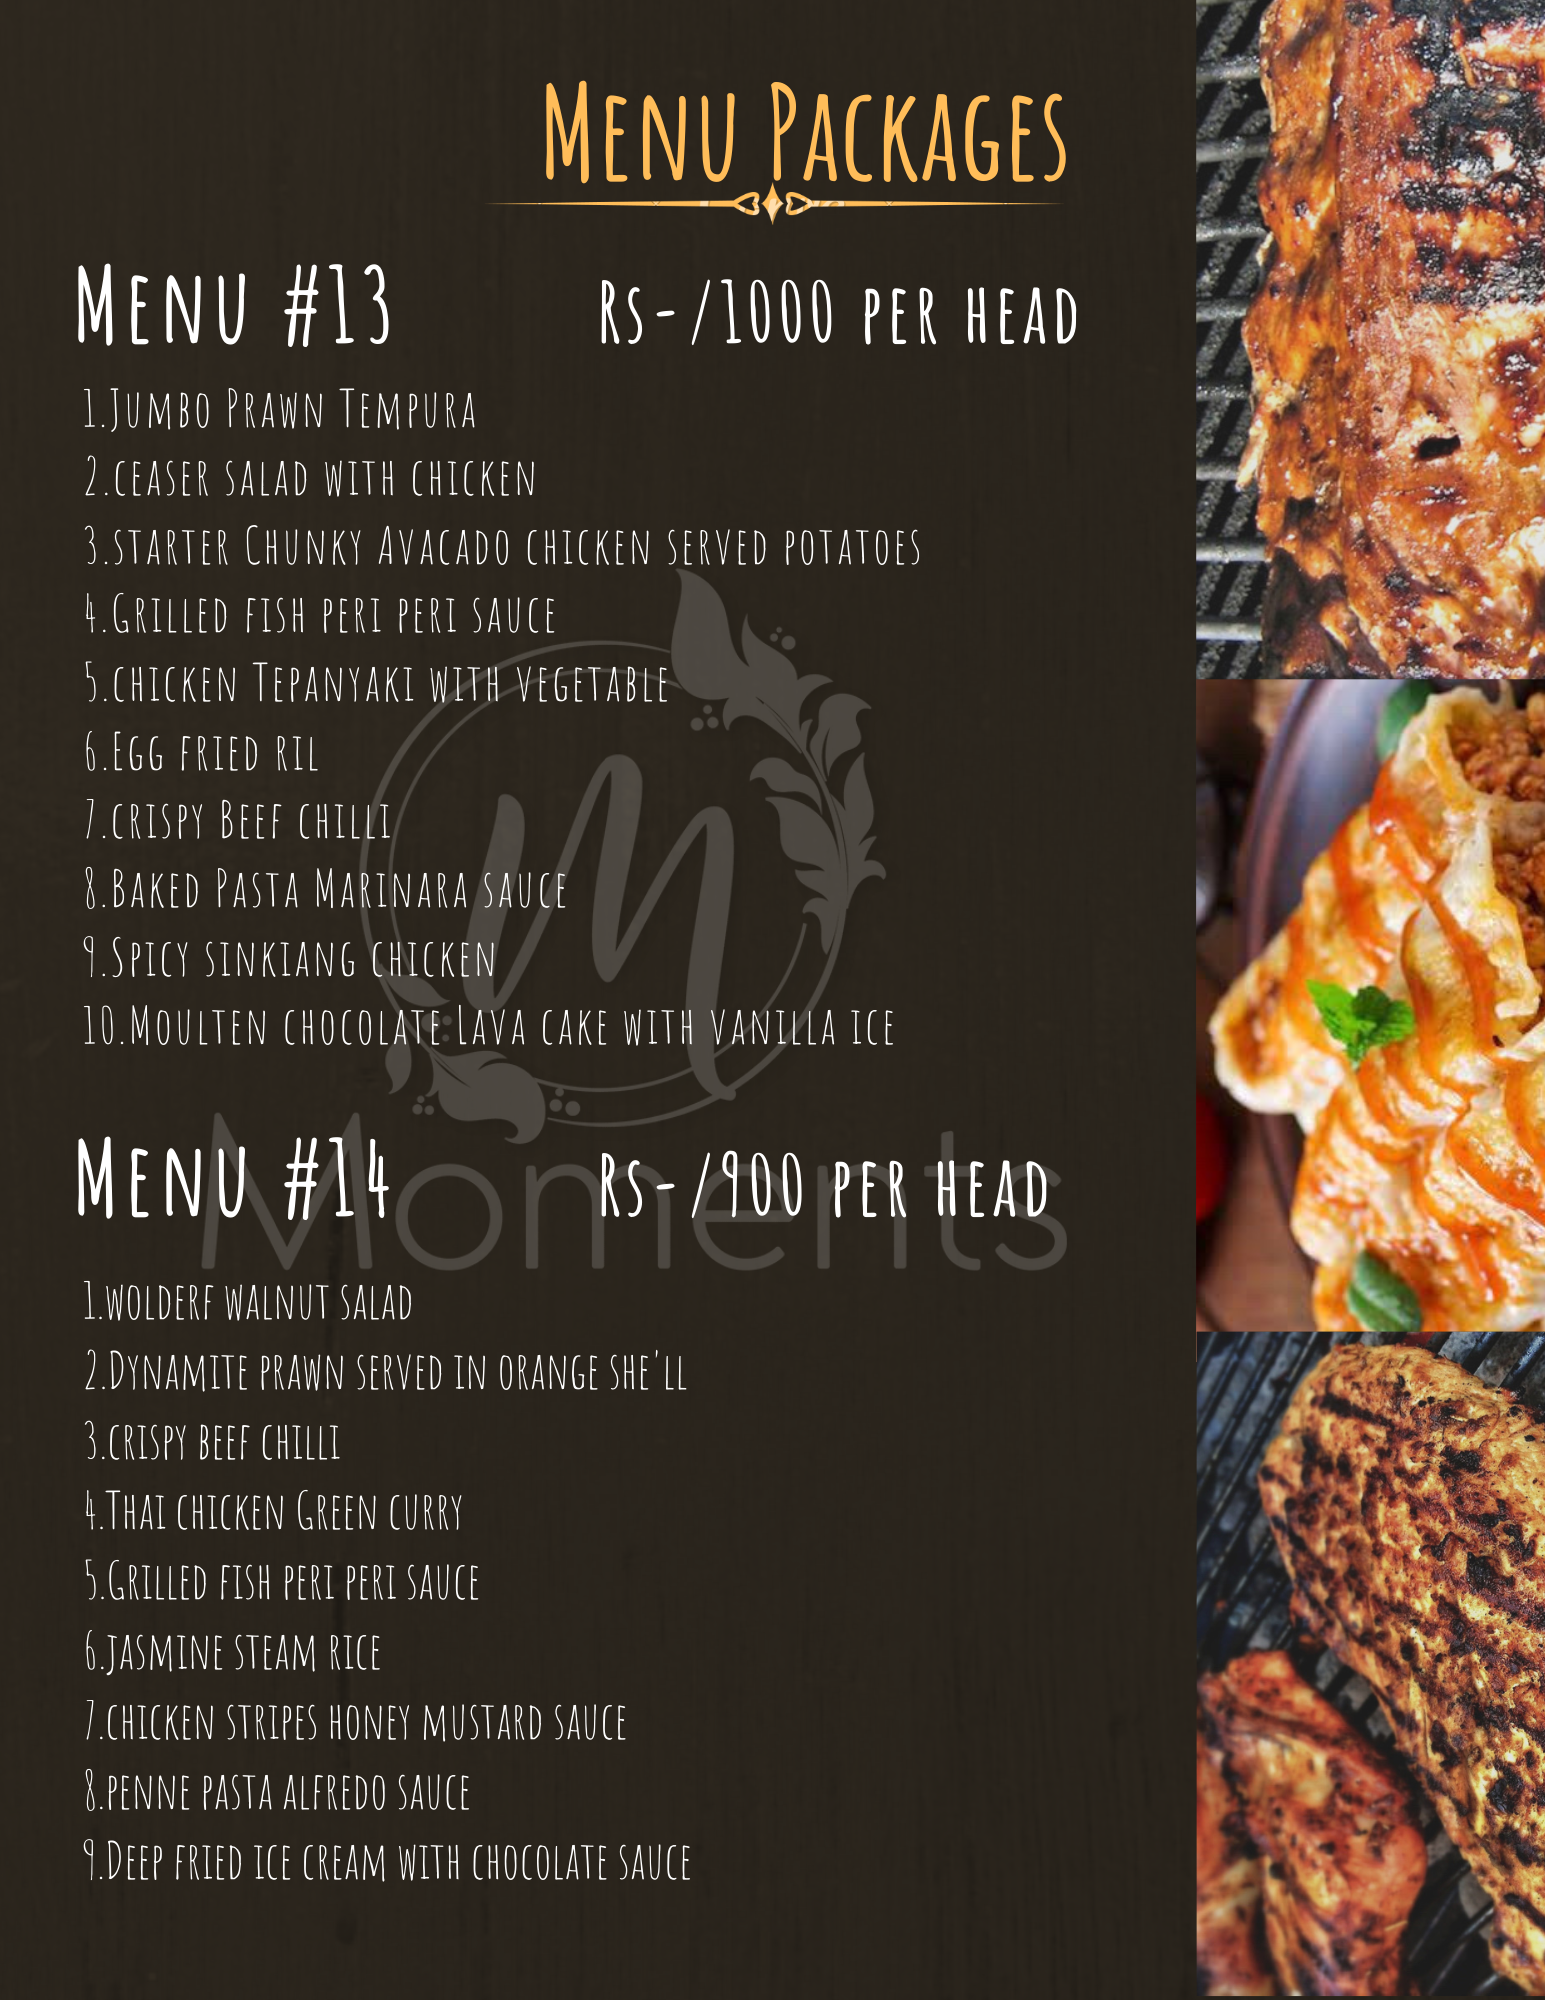 Menu Packages
Menu #13 Rs-/1000 per head
1.Jumbo Prawn Tempura
2.ceaser salad with chicken
3.starter Chunky Avacado chicken served potatoes
4.Grilled fish peri peri sauce
5.chicken Tepanyaki with vegetable
6.Egg fried ril
7.crispy Beef chilli
8.Baked Pasta Marinara sauce
9.Spicy sinkiang chicken
10.Moulten chocolate Lava cake with vanilla ice
M
Moments
Menu #14 Rs-/900 per head
1.wolderf walnut salad
2.Dynamite prawn served in orange she'll
3.crispy beef chilli
4.Thai chicken Green curry
5.Grilled fish peri peri sauce
6.jasmine steam rice
7.chicken stripes honey mustard sauce
8.penne pasta alfredo sauce
9.Deep fried ice cream with chocolate sauce